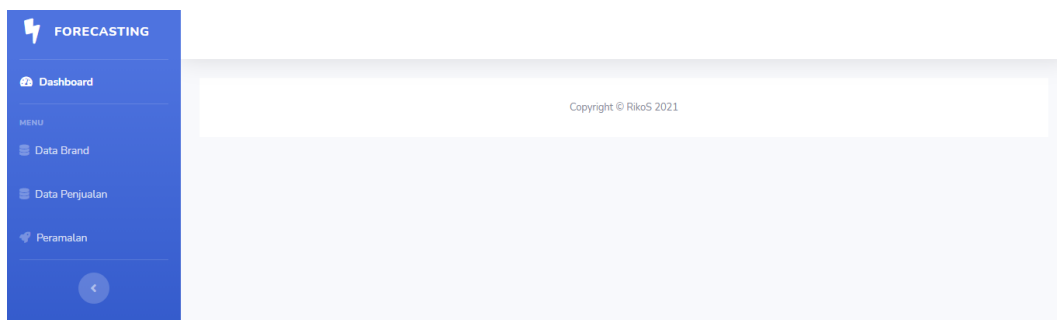 FORECASTING
Dashboard
MENU
Data Brand
Data Penjualan
Peramalan
Copyright © RikoS 2021